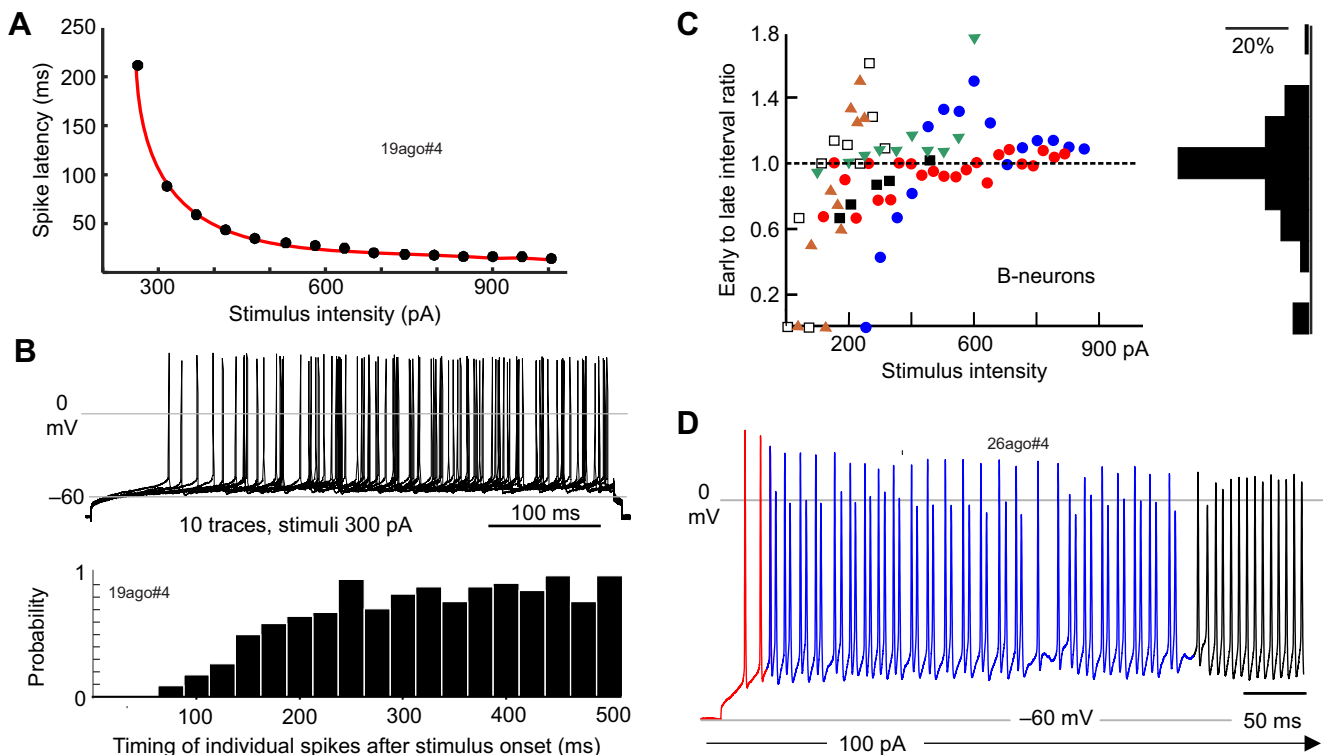 A
250
200
150
100
50
Spike latency (ms)
19ago#4
300
600
900
Stimulus intensity (pA)
B
0
mV
–60
10 traces, stimuli 300 pA
100 ms
1
0
Probability
19ago#4
100
200
300
400
500
Timing of individual spikes after stimulus onset (ms)
C
1.8
1.4
1.0
0.6
0.2
Early to late interval ratio
20%
B-neurons
200
600
900 pA
Stimulus intensity
D
26ago#4
0
mV
–60 mV
50 ms
100 pA